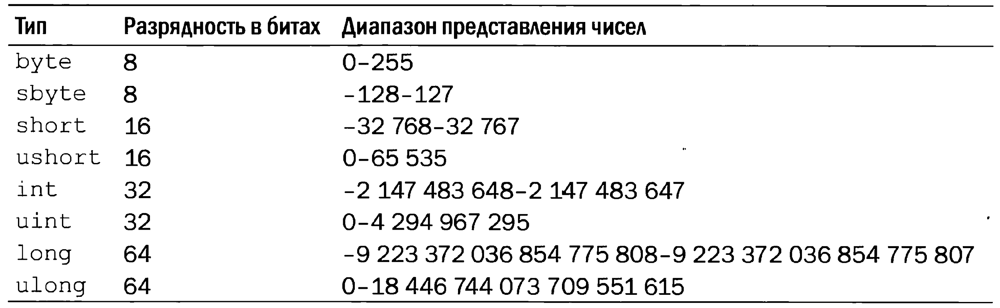 Тип Разрядность в битах Диапазон представления чисел
byte 8 0–255
sbyte 8 –128–127
short 16 –32 768–32 767
ushort 16 0–65 535
int 32 –2 147 483 648–2 147 483 647
uint 32 0–4 294 967 295
long 64 –9 223 372 036 854 775 808–9 223 372 036 854 775 807
ulong 64 0–18 446 744 073 709 551 615